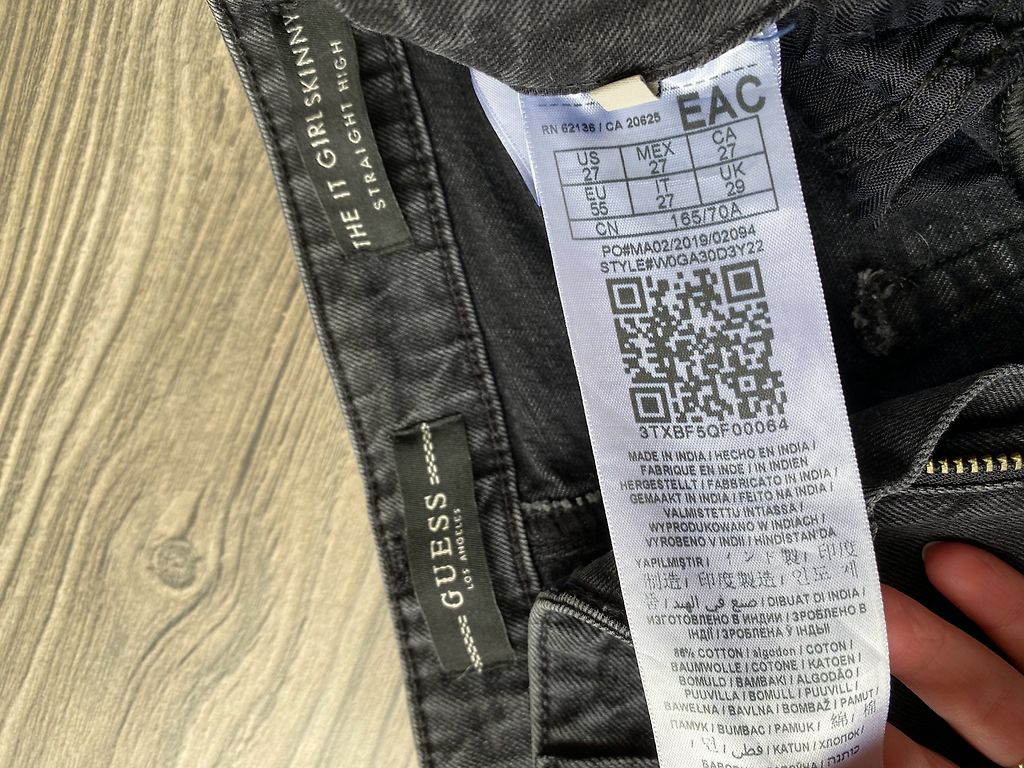 THE IT GIRL SKINNY
STRAIGHT HIGH
GUESS
LOS ANGELES
EAC
RN 62136 / CA 20625
US 27 MEX 27 CA 27
EU 55 IT 27 UK 29
CN 165/70A
PO#MA02/2019/02094
STYLE#W0GA30D3Y22
3TXBF5QF00064
MADE IN INDIA / HECHO EN INDIA /
FABRIQUE EN INDE / IN INDIEN
HERGESTELLT / FABBRICATO IN INDIA /
GEMAAKT IN INDIA / FEITO NA INDIA /
VALMISTETTU INTIASSA /
WYPRODUKOWANO W INDIACH /
VYROBENO V INDII / HINDISTAN'DA
YAPILMIŞTIR / インド製 / 印度
制造 / 印度製造 / 인도 제
조 / صنع في الهند / DIBUAT DI INDIA /
ИЗГОТОВЛЕНО В ИНДИИ / ЗРОБЛЕНО В
ІНДІЇ / ЗРОБЛЕНА Ў ІНДЫІ
98% COTTON / algodon / COTON /
BAUMWOLLE / COTONE / KATOEN /
BOMULD / BAMBAKI / ALGODÃO /
PUUVILLA / BOMULL / PUUVILL /
BAWELNA / BAVLNA / BOMBAŽ / PAMUT /
ПАМУК / BUMBAC / PAMUK / 綿 / 棉
/ 면 / قطن / KATUN / ХЛОПОК /
כותנה